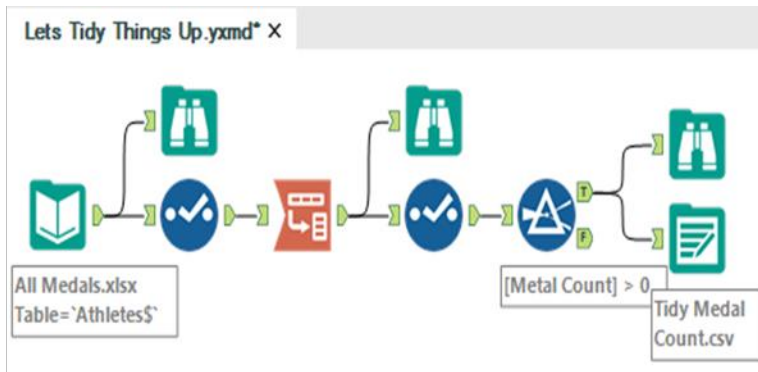 Lets Tidy Things Up.yxmd* X
T
F
All Medals.xlsx
Table=`Athletes$`
[Metal Count] > 0
Tidy Medal
Count.csv